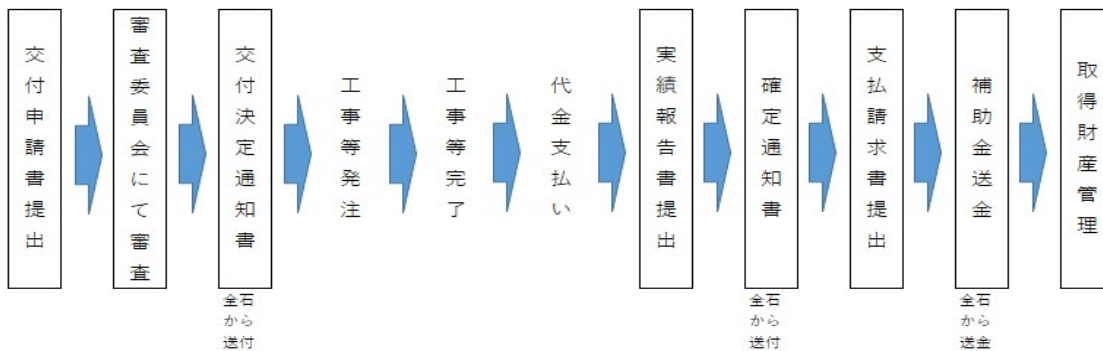 交付申請書提出
審査委員会にて審査
交付決定通知書
全石
から
送付
工事等発注
工事等完了
代金支払い
実績報告書提出
確定通知書
全石
から
送付
支払請求書提出
補助金送金
全石
から
送金
取得財産管理